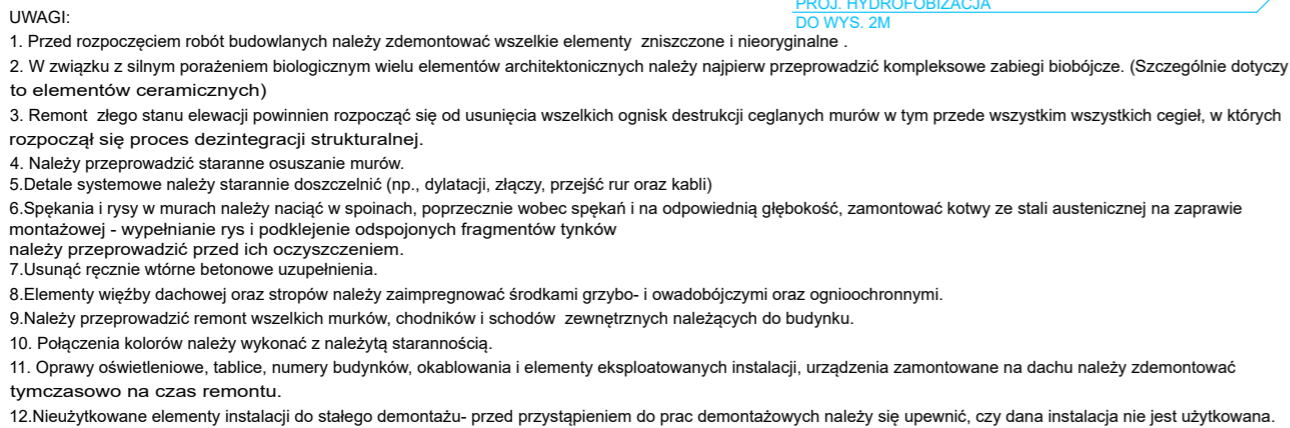 PROJ. HYDROFOBIZACJA
DO WYS. 2M
UWAGI:
1. Przed rozpoczęciem robót budowlanych należy zdemontować wszelkie elementy zniszczone i nieoryginalne .
2. W związku z silnym porażeniem biologicznym wielu elementów architektonicznych należy najpierw przeprowadzić kompleksowe zabiegi biobójcze. (Szczególnie dotyczy
to elementów ceramicznych)
3. Remont złego stanu elewacji powinnien rozpocząć się od usunięcia wszelkich ognisk destrukcji ceglanych murów w tym przede wszystkim wszystkich cegieł, w których
rozpoczął się proces dezintegracji strukturalnej.
4. Należy przeprowadzić staranne osuszanie murów.
5.Detale systemowe należy starannie doszczelnić (np., dylatacji, złączy, przejść rur oraz kabli)
6.Spękania i rysy w murach należy naciąć w spoinach, poprzecznie wobec spękań i na odpowiednią głębokość, zamontować kotwy ze stali austenicznej na zaprawie
montażowej - wypełnianie rys i podklejenie odspojonych fragmentów tynków
należy przeprowadzić przed ich oczyszczeniem.
7.Usunąć ręcznie wtórne betonowe uzupełnienia.
8.Elementy więźby dachowej oraz stropów należy zaimpregnować środkami grzybo- i owadobójczymi oraz ognioochronnymi.
9.Należy przeprowadzić remont wszelkich murków, chodników i schodów zewnętrznych należących do budynku.
10. Połączenia kolorów należy wykonać z należytą starannością.
11. Oprawy oświetleniowe, tablice, numery budynków, okablowania i elementy eksploatowanych instalacji, urządzenia zamontowane na dachu należy zdemontować
tymczasowo na czas remontu.
12.Nieużytkowane elementy instalacji do stałego demontażu- przed przystąpieniem do prac demontażowych należy się upewnić, czy dana instalacja nie jest użytkowana.